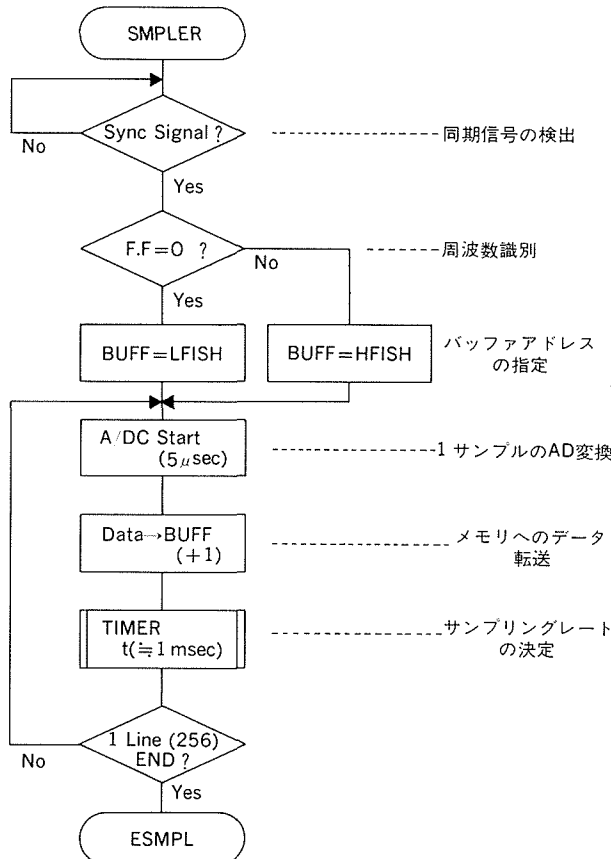 SMPLER
Sync Signal ?
No
同期信号の検出
Yes
F.F=O ?
No
周波数識別
Yes
BUFF=LFISH
BUFF=HFISH
バッファアドレス
の指定
A/DC Start
(5μsec)
1 サンプルのAD変換
Data→BUFF
(+1)
メモリへのデータ
転送
TIMER
t(≒1 msec)
サンプリングレート
の決定
1 Line (256)
END ?
No
Yes
ESMPL